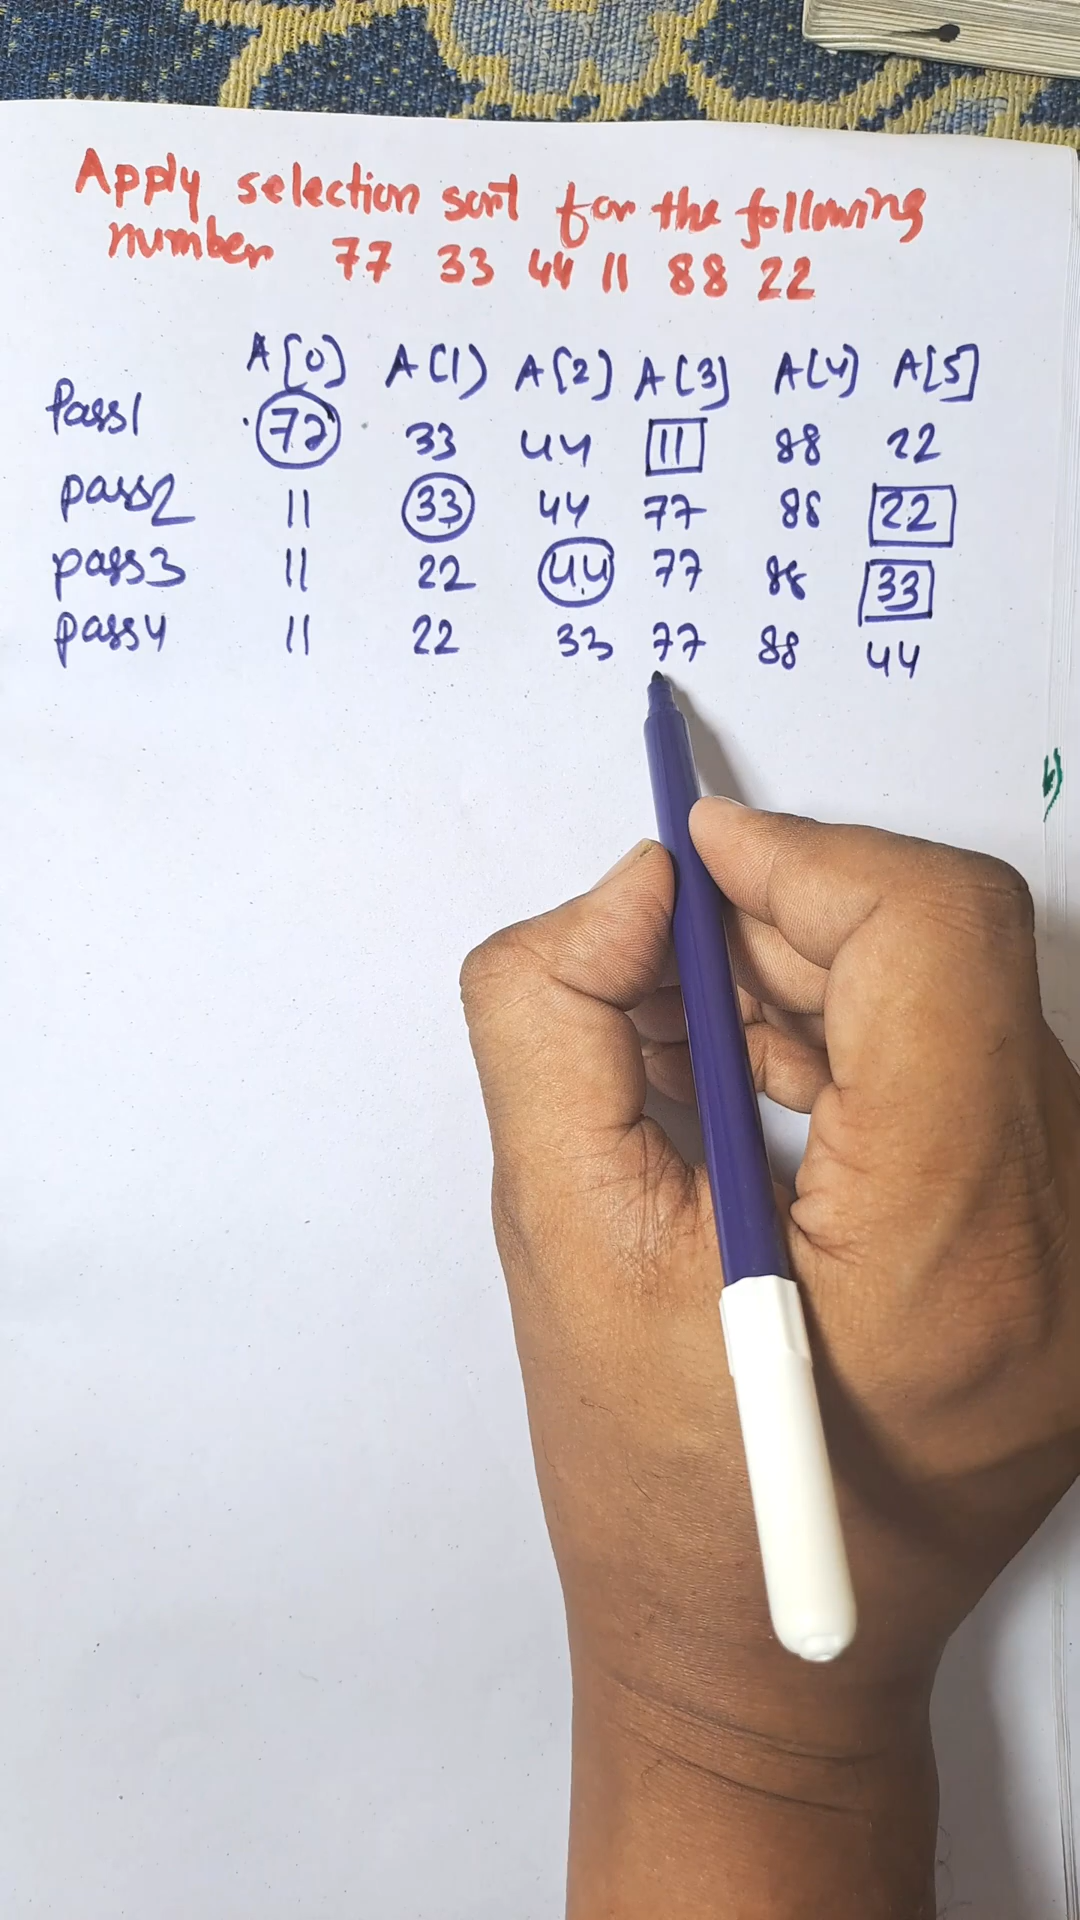 Apply selection sort for the following
number 77 33 44 11 88 22
A[0] A[1] A[2] A[3] A[4] A[5]
Pass1 77 33 44 11 88 22
pass2 11 33 44 77 88 22
pass3 11 22 44 77 88 33
pass4 11 22 33 77 88 44